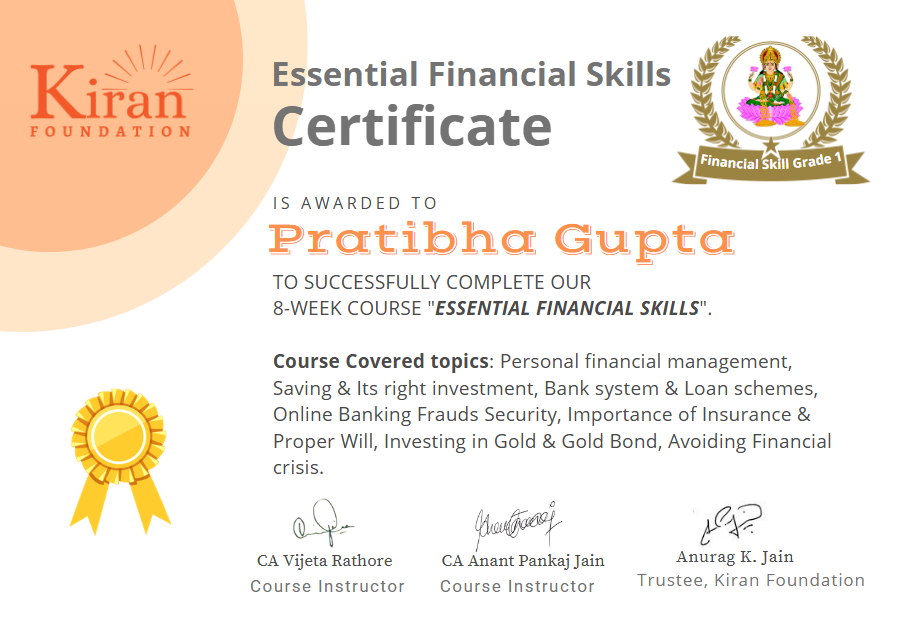 Kiran
FOUNDATION
Essential Financial Skills
Certificate
Financial Skill Grade 1
IS AWARDED TO
Pratibha Gupta
TO SUCCESSFULLY COMPLETE OUR
8-WEEK COURSE "ESSENTIAL FINANCIAL SKILLS".
Course Covered topics: Personal financial management,
Saving & Its right investment, Bank system & Loan schemes,
Online Banking Frauds Security, Importance of Insurance &
Proper Will, Investing in Gold & Gold Bond, Avoiding Financial
crisis.
CA Vijeta Rathore
Course Instructor
CA Anant Pankaj Jain
Course Instructor
Anurag K. Jain
Trustee, Kiran Foundation